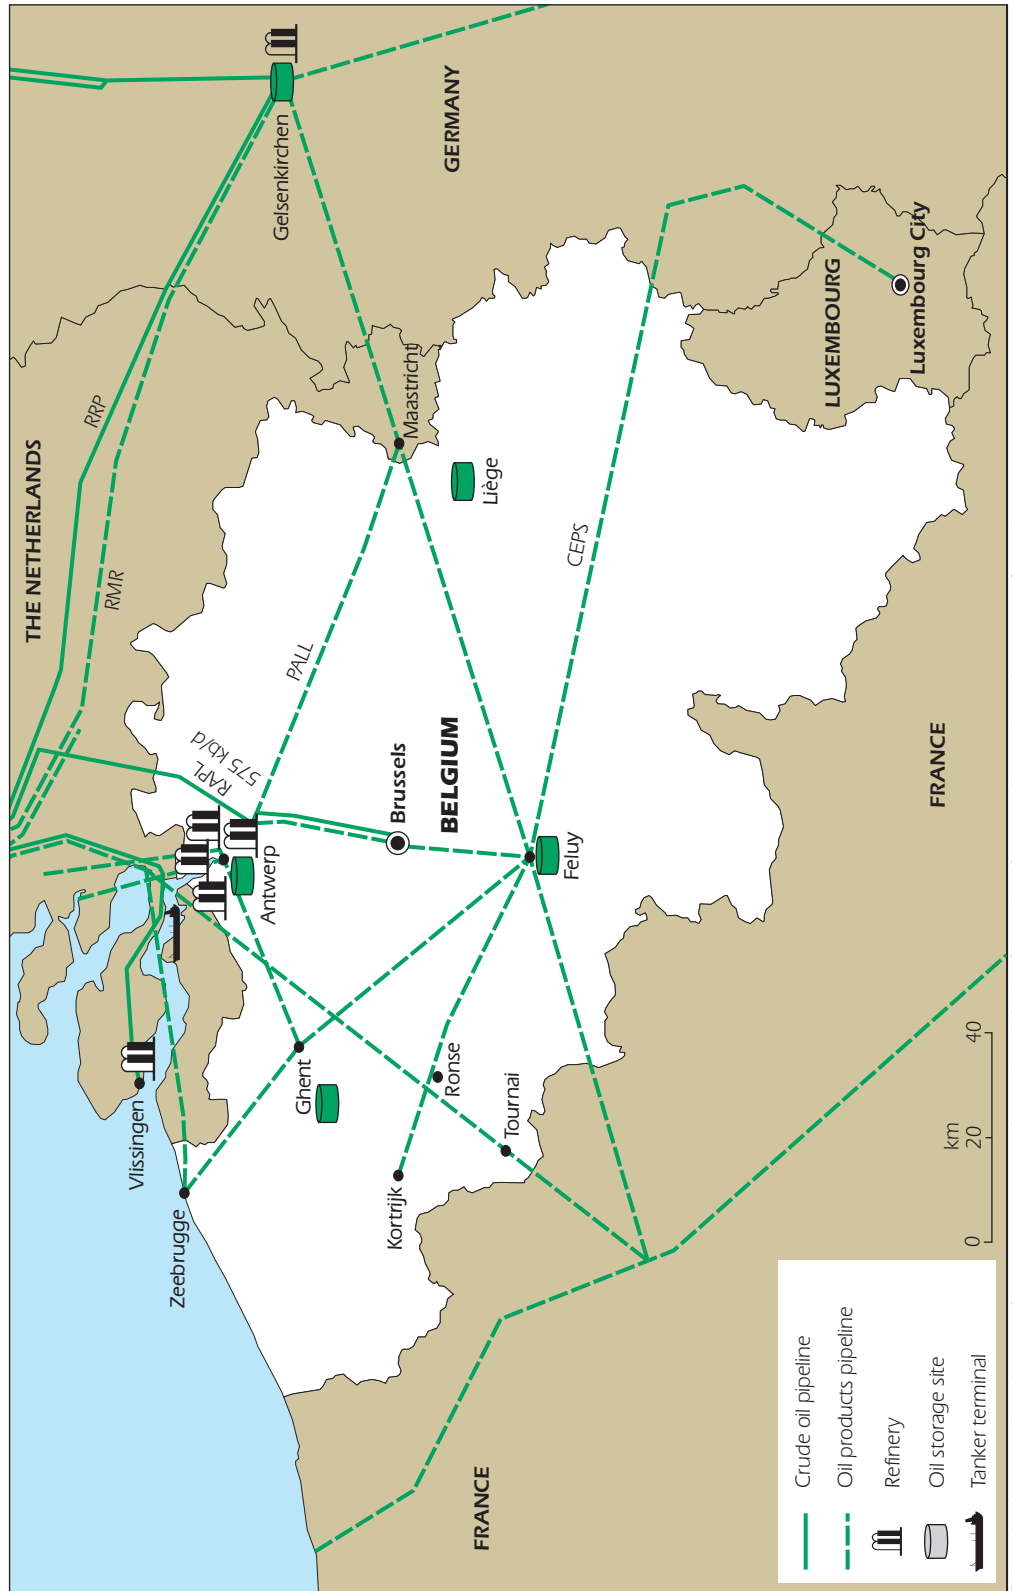 THE NETHERLANDS
RRP
RMR
Gelsenkirchen
GERMANY
Vlissingen
Zeebrugge
Antwerp
RAPL
575 kb/d
PALL
Maastricht
Ghent
Brussels
BELGIUM
Liège
Kortrijk
Ronse
Tournai
Feluy
CEPS
LUXEMBOURG
Luxembourg City
FRANCE
FRANCE
Crude oil pipeline
Oil products pipeline
Refinery
Oil storage site
Tanker terminal
km
0 20 40